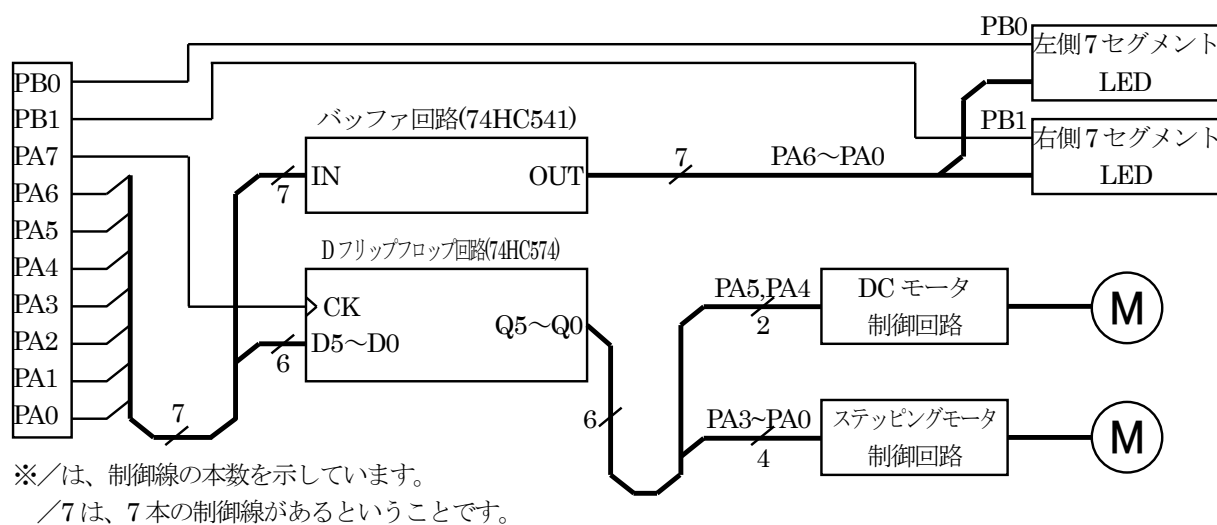 PB0
左側7セグメント
LED
PB0
PB1
PB1
右側7セグメント
LED
バッファ回路(74HC541)
PA7
7
PA6～PA0
PA6
IN
OUT
7
PA5
Dフリップフロップ回路(74HC574)
PA4
PA5,PA4
DCモータ
制御回路
M
PA3
CK
2
PA2
Q5～Q0
D5～D0
6
PA1
7
6
PA3~PA0
ステッピングモータ
制御回路
M
PA0
4
※／は、制御線の本数を示しています。
／7は、7本の制御線があるということです。